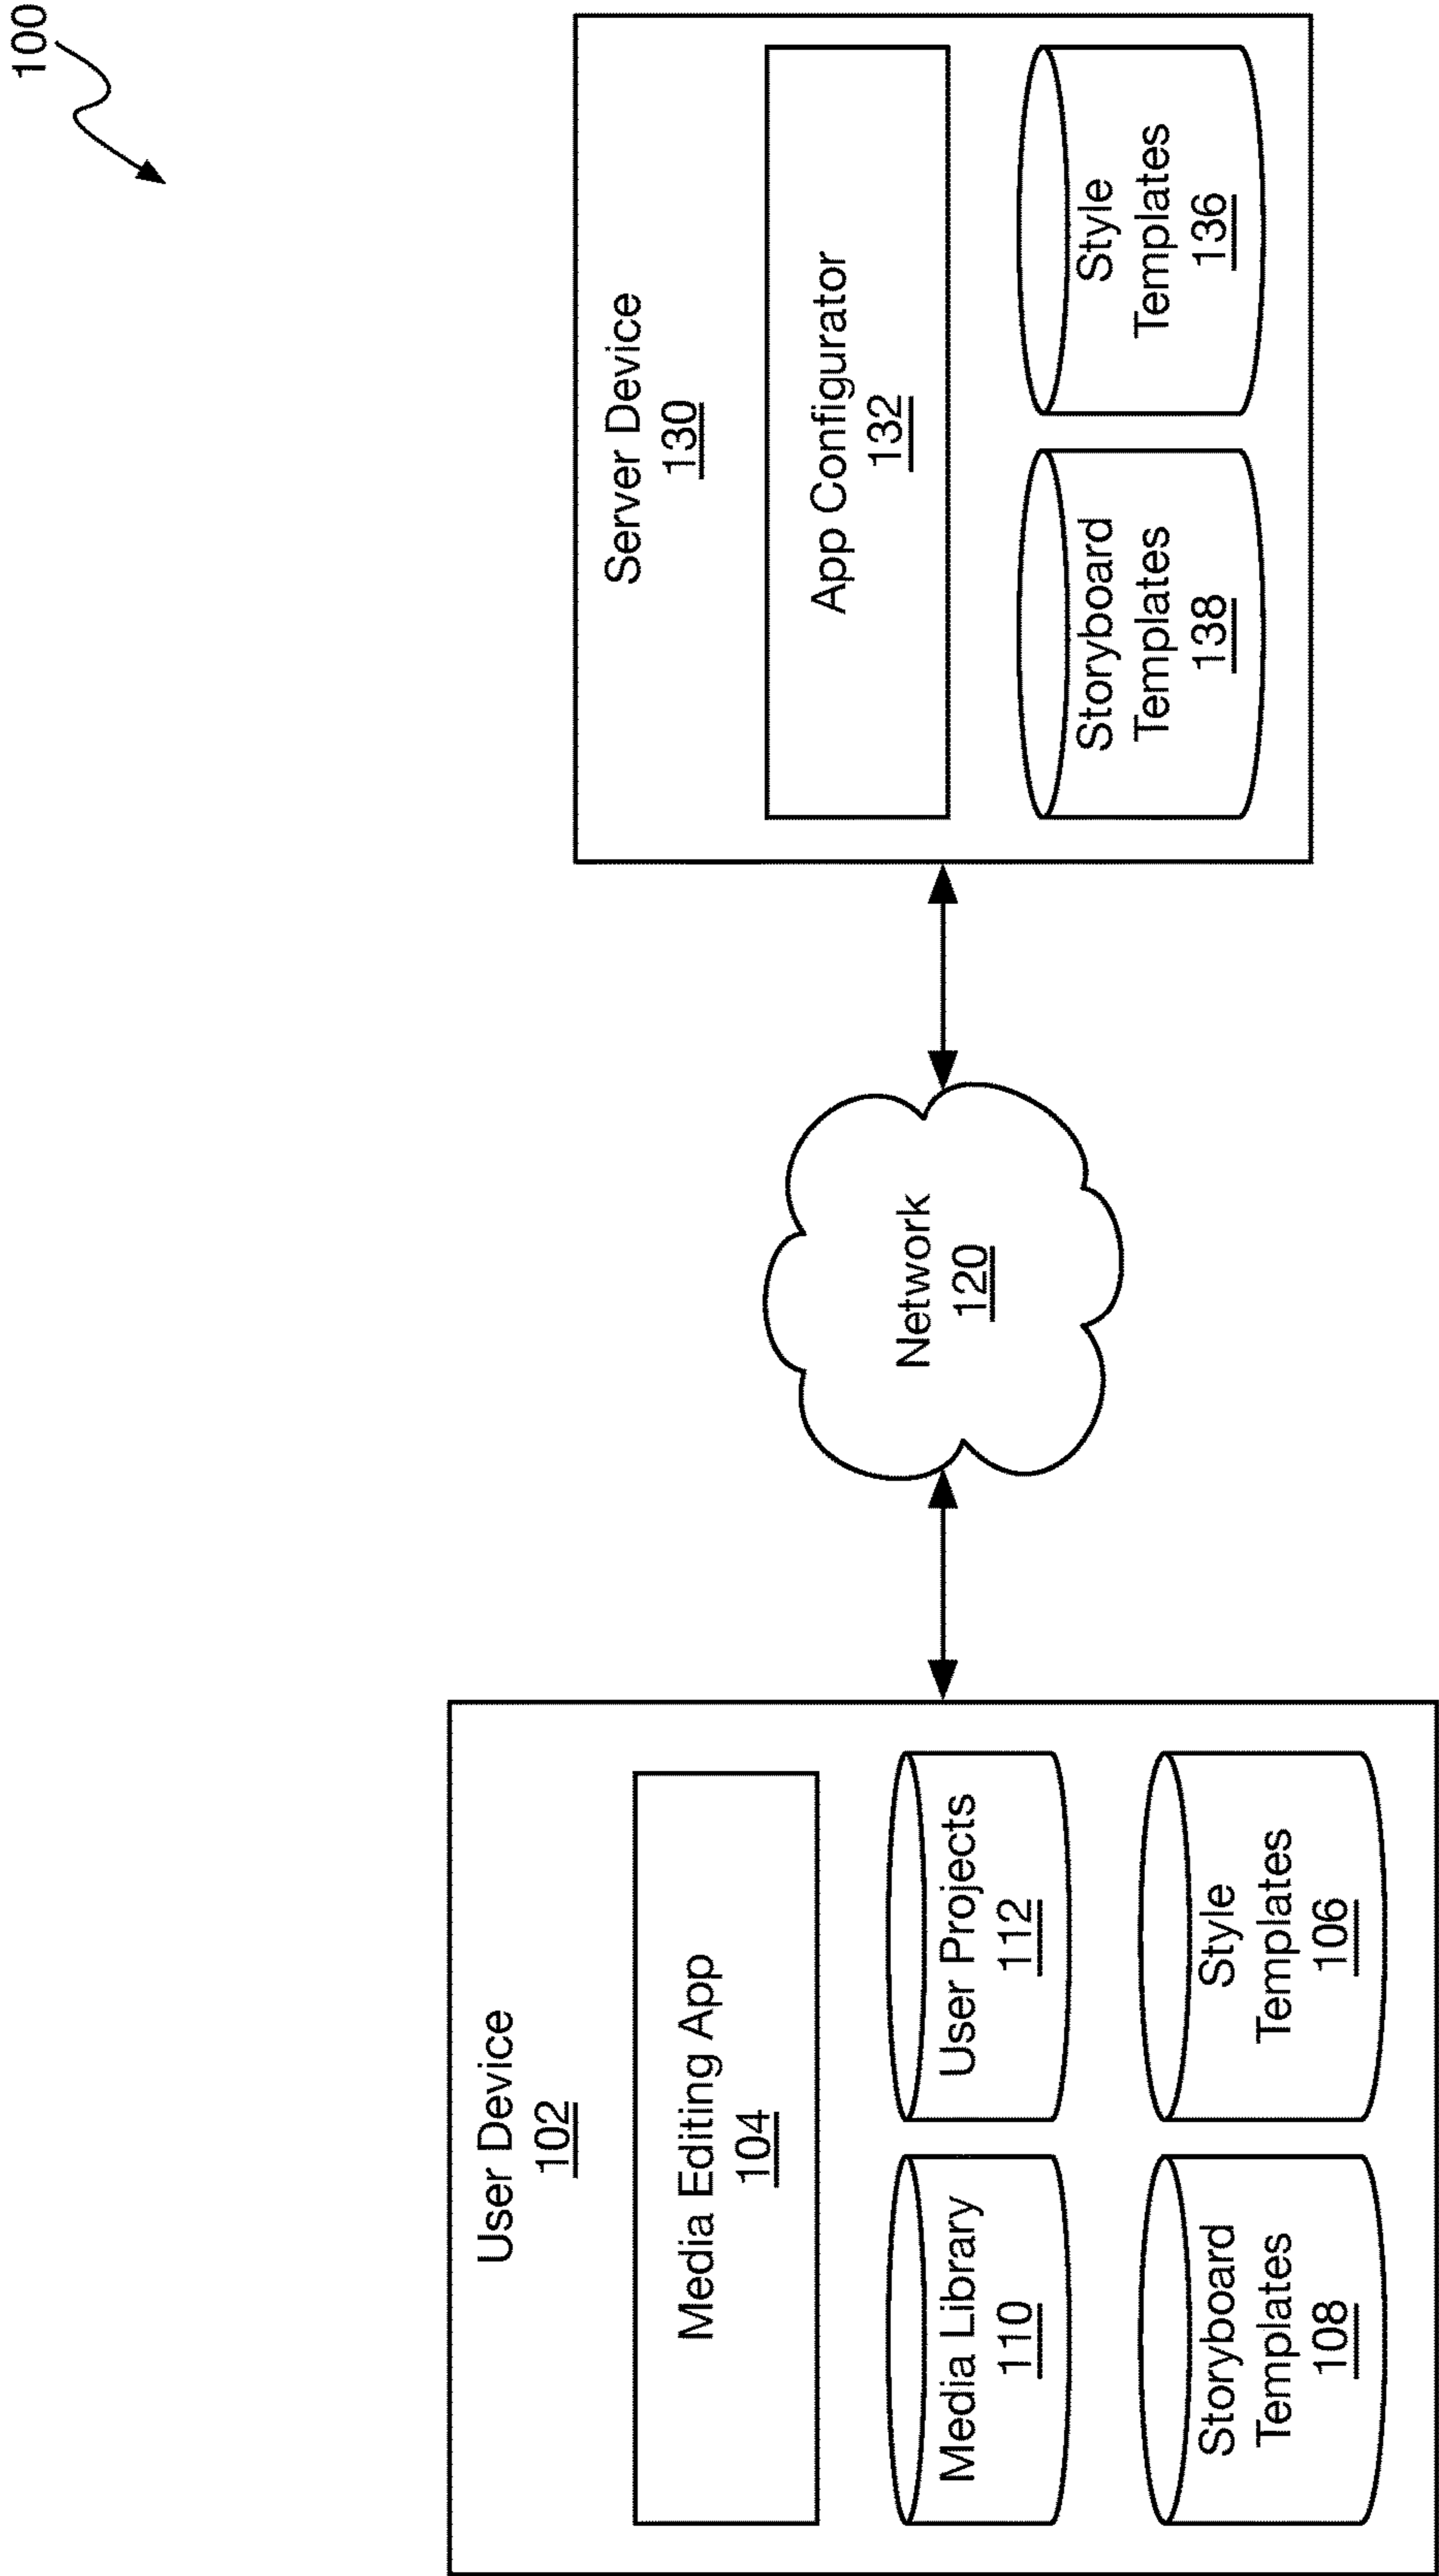 100
User Device
102
Media Editing App
104
Media Library
110
User Projects
112
Storyboard
Templates
108
Style
Templates
106
Network
120
Server Device
130
App Configurator
132
Storyboard
Templates
138
Style
Templates
136